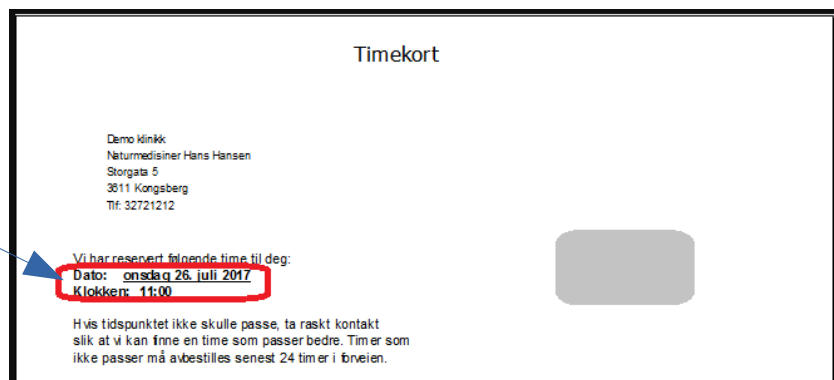 Timekort
Demo klinikk
Naturmedisiner Hans Hansen
Storgata 5
3611 Kongsberg
Tlf: 32721212
Vi har reservert følgende time til deg:
Dato: onsdag 26. juli 2017
Klokken: 11:00
Hvis tidspunktet ikke skulle passe, ta raskt kontakt
slik at vi kan finne en time som passer bedre. Timer som
ikke passer må avbestilles senest 24 timer i forveien.